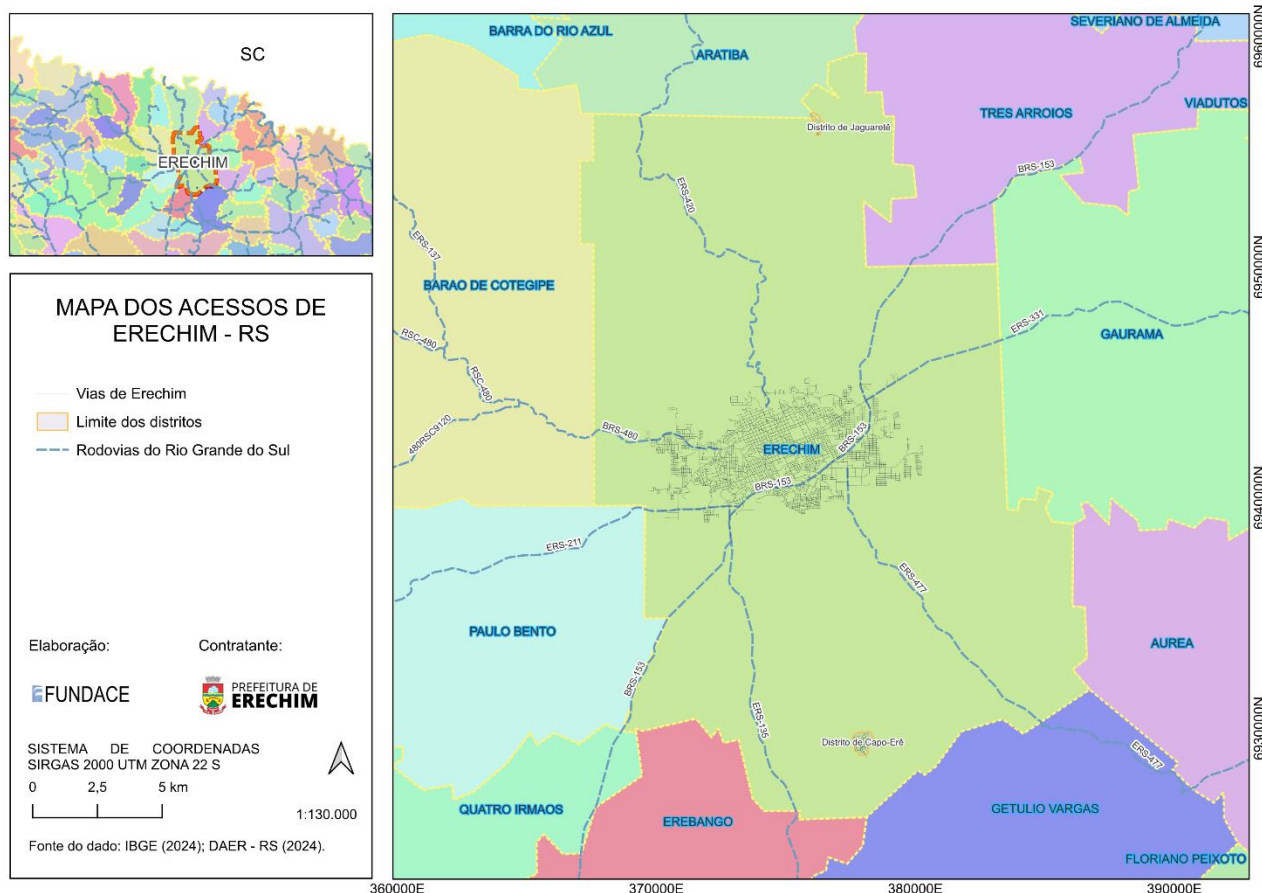 SC
ERECHIM
MAPA DOS ACESSOS DE
ERECHIM - RS
Vias de Erechim
Limite dos distritos
Rodovias do Rio Grande do Sul
Elaboração:
Contratante:
FUNDACE
PREFEITURA DE
ERECHIM
SISTEMA DE COORDENADAS
SIRGAS 2000 UTM ZONA 22 S
0 2,5 5 km
1:130.000
Fonte do dado: IBGE (2024); DAER - RS (2024).
BARRA DO RIO AZUL
ARATIBA
SEVERIANO DE ALMEIDA
TRES ARROIOS
VIADUTOS
Distrito de Jaguaretê
BRS-153
ERS-420
ERS-137
BARAO DE COTEGIPE
RSC-480
RSC-480
480RSC9120
BRS-480
ERS-331
GAURAMA
ERECHIM
BRS-153
BRS-153
ERS-211
ERS-477
PAULO BENTO
AUREA
BRS-153
ERS-135
Distrito de Capo-Erê
ERS-477
QUATRO IRMAOS
EREBANGO
GETULIO VARGAS
FLORIANO PEIXOTO
360000E
370000E
380000E
390000E
6960000N
6950000N
6940000N
6930000N